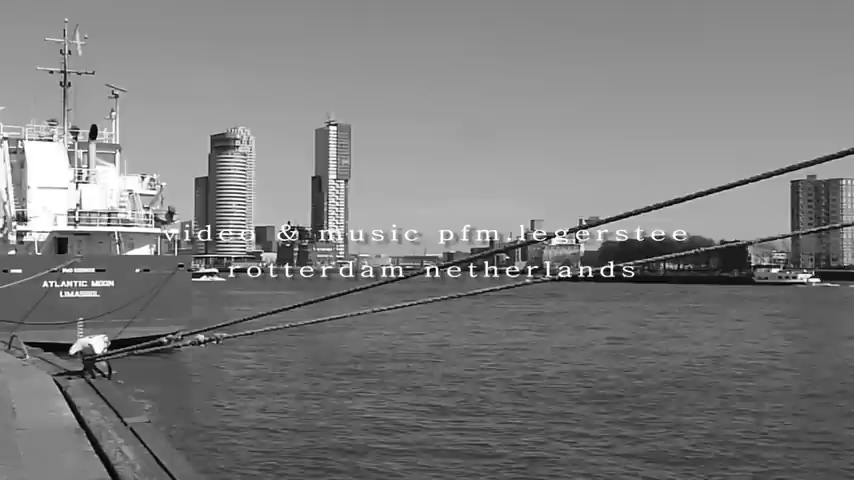 video & music pfm legerstee
rotterdam netherlands
ATLANTIC MOON
LIMASSOL